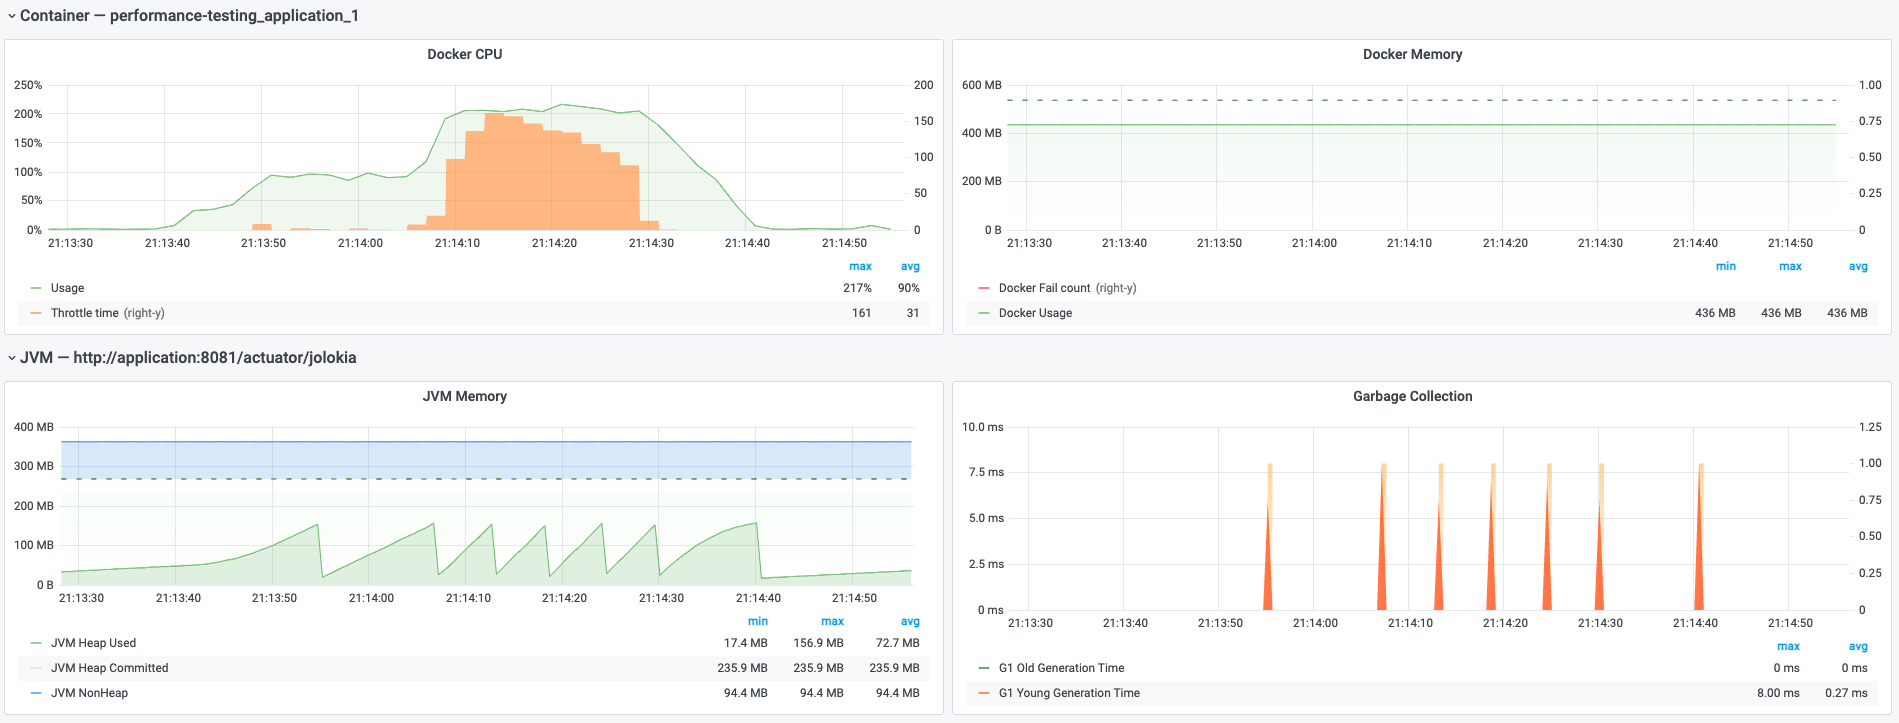 Container — performance-testing_application_1
Docker CPU
250%
200%
150%
100%
50%
0%
200
150
100
50
0
21:13:30 21:13:40 21:13:50 21:14:00 21:14:10 21:14:20 21:14:30 21:14:40 21:14:50
max avg
Usage 217% 90%
Throttle time (right-y) 161 31
Docker Memory
600 MB
400 MB
200 MB
0 B
1.00
0.75
0.50
0.25
0
21:13:30 21:13:40 21:13:50 21:14:00 21:14:10 21:14:20 21:14:30 21:14:40 21:14:50
min max avg
Docker Fail count (right-y)
Docker Usage 436 MB 436 MB 436 MB
JVM — http://application:8081/actuator/jolokia
JVM Memory
400 MB
300 MB
200 MB
100 MB
0 B
21:13:30 21:13:40 21:13:50 21:14:00 21:14:10 21:14:20 21:14:30 21:14:40 21:14:50
min max avg
JVM Heap Used 17.4 MB 156.9 MB 72.7 MB
JVM Heap Committed 235.9 MB 235.9 MB 235.9 MB
JVM NonHeap 94.4 MB 94.4 MB 94.4 MB
Garbage Collection
10.0 ms
7.5 ms
5.0 ms
2.5 ms
0 ms
1.25
1.00
0.75
0.50
0.25
0
21:13:30 21:13:40 21:13:50 21:14:00 21:14:10 21:14:20 21:14:30 21:14:40 21:14:50
max avg
G1 Old Generation Time 0 ms 0 ms
G1 Young Generation Time 8.00 ms 0.27 ms